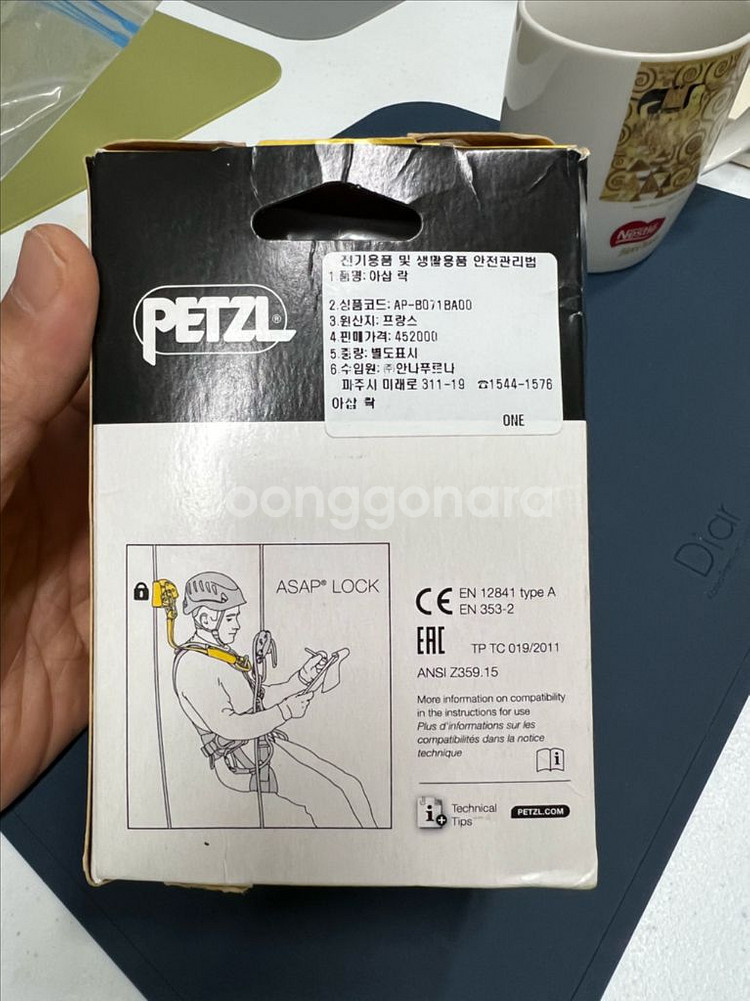 PETZL®
전기용품 및 생활용품 안전관리법
1.품명: 아삽 락
2.상품코드: AP-B071BA00
3.원산지: 프랑스
4.판매가격: 452000
5.중량: 별도표시
6.수입원: ㈜안나푸르나
파주시 미래로 311-19 ☎1544-1576
아삽 락
ONE
joonggonara
ASAP® LOCK
CE EN 12841 type A
EN 353-2
EAC TP TC 019/2011
ANSI Z359.15
More information on compatibility
in the instructions for use
Plus d'informations sur les
compatibilités dans la notice
technique
i
i+ Technical
Tips
PETZL.COM
Nestlé
Dior